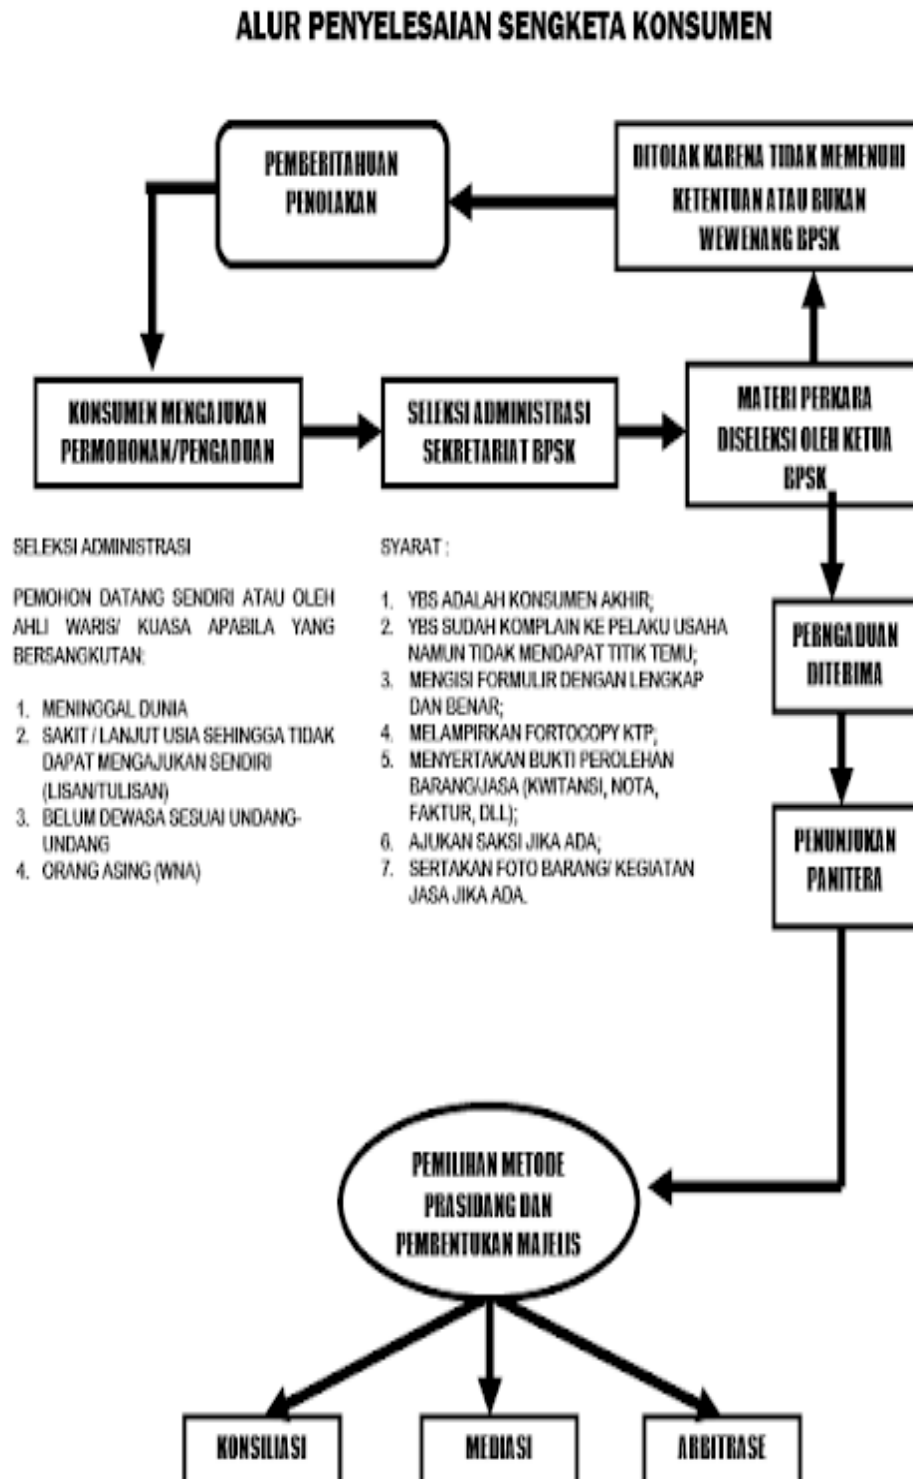 ALUR PENYELESAIAN SENGKETA KONSUMEN
PEMBERITAHUAN
PENOLAKAN
DITOLAK KARENA TIDAK MEMENUHI
KETENTUAN ATAU BUKAN
WEWENANG BPSK
KONSUMEN MENGAJUKAN
PERMOHONAN/PENGADUAN
SELEKSI ADMINISTRASI
SEKRETARIAT BPSK
MATERI PERKARA
DISELEKSI OLEH KETUA
BPSK
SELEKSI ADMINISTRASI
PEMOHON DATANG SENDIRI ATAU OLEH
AHLI WARIS/ KUASA APABILA YANG
BERSANGKUTAN:
1. MENINGGAL DUNIA
2. SAKIT / LANJUT USIA SEHINGGA TIDAK
DAPAT MENGAJUKAN SENDIRI
(LISAN/TULISAN)
3. BELUM DEWASA SESUAI UNDANG-
UNDANG
4. ORANG ASING (WNA)
SYARAT :
1. YBS ADALAH KONSUMEN AKHIR;
2. YBS SUDAH KOMPLAIN KE PELAKU USAHA
NAMUN TIDAK MENDAPAT TITIK TEMU;
3. MENGISI FORMULIR DENGAN LENGKAP
DAN BENAR;
4. MELAMPIRKAN FORTOCOPY KTP;
5. MENYERTAKAN BUKTI PEROLEHAN
BARANG/JASA (KWITANSI, NOTA,
FAKTUR, DLL);
6. AJUKAN SAKSI JIKA ADA;
7. SERTAKAN FOTO BARANG/ KEGIATAN
JASA JIKA ADA.
PERNGADUAN
DITERIMA
PENUNJUKAN
PANITERA
PEMILIHAN METODE
PRASIDANG DAN
PEMBENTUKAN MAJELIS
KONSILIASI
MEDIASI
ARBITRASE